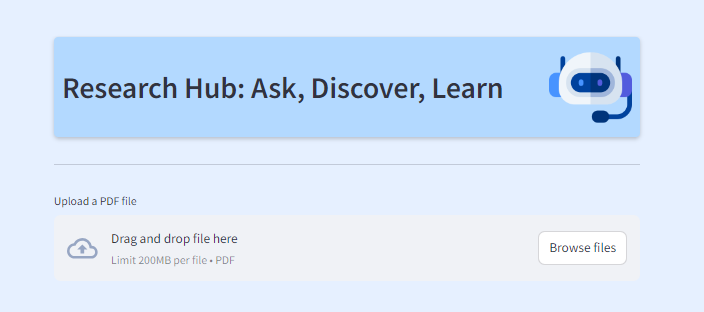 Research Hub: Ask, Discover, Learn
Upload a PDF file
Drag and drop file here
Limit 200MB per file • PDF
Browse files